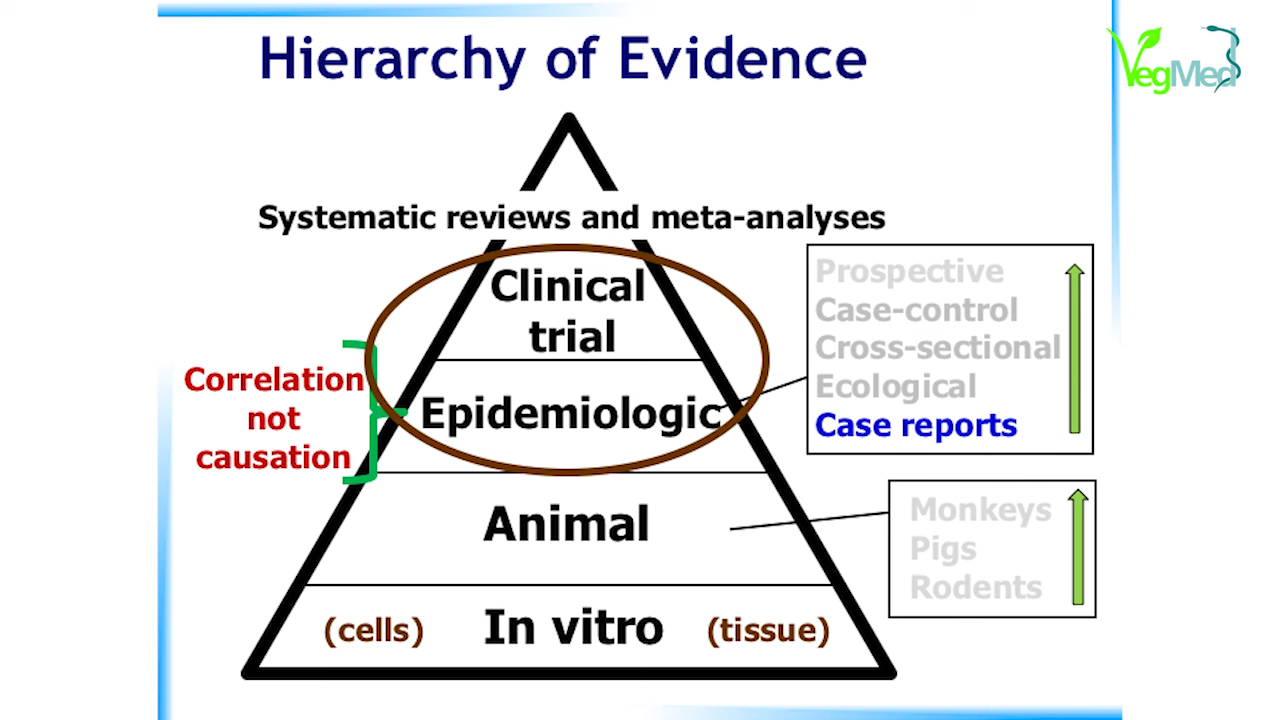 Hierarchy of Evidence
VegMed
Systematic reviews and meta-analyses
Clinical
trial
Epidemiologic
Animal
(cells) In vitro (tissue)
Correlation
not
causation
Prospective
Case-control
Cross-sectional
Ecological
Case reports
Monkeys
Pigs
Rodents